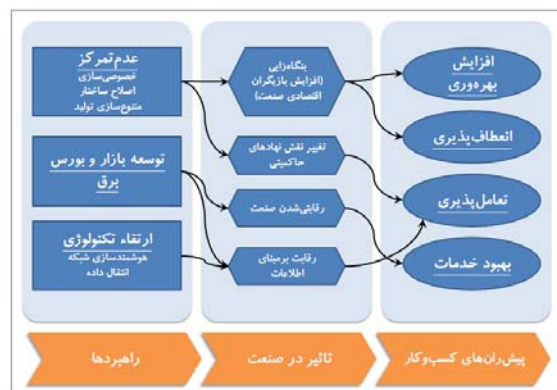 عدم‌تمرکز
خصوصی‌سازی
اصلاح ساختار
متنوع‌سازی تولید
توسعه بازار و بورس
برق
ارتقاء تکنولوژی
هوشمندسازی شبکه
انتقال داده
راهبردها
بنگاه‌زایی
(افزایش بازیگران
اقتصادی صنعت)
تغییر نقش نهادهای
حاکمیتی
رقابتی‌شدن صنعت
رقابت برمبنای
اطلاعات
تاثیر در صنعت
افزایش
بهره‌وری
انعطاف‌پذیری
تعامل‌پذیری
بهبود خدمات
پیش‌ران‌های کسب‌وکار